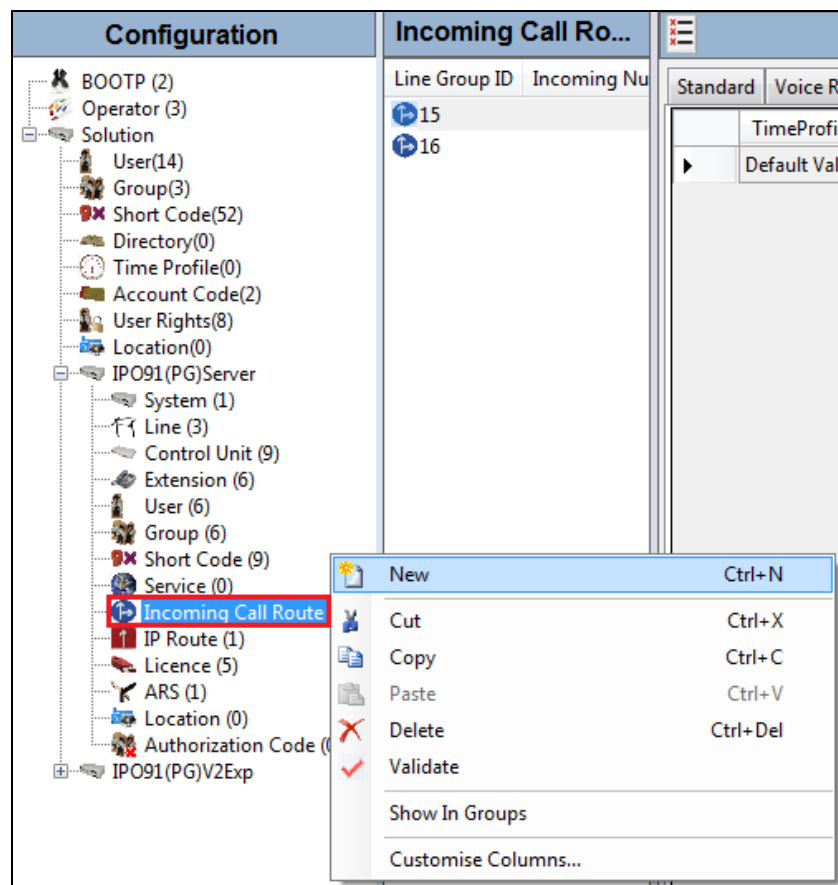 Configuration
BOOTP (2)
Operator (3)
Solution
User(14)
Group(3)
Short Code(52)
Directory(0)
Time Profile(0)
Account Code(2)
User Rights(8)
Location(0)
IPO91(PG)Server
System (1)
Line (3)
Control Unit (9)
Extension (6)
User (6)
Group (6)
Short Code (9)
Service (0)
Incoming Call Route
IP Route (1)
Licence (5)
ARS (1)
Location (0)
Authorization Code (
IPO91(PG)V2Exp
Incoming Call Ro...
Line Group ID Incoming Nu
15
16
Standard Voice R
TimeProfi
Default Val
New Ctrl+N
Cut Ctrl+X
Copy Ctrl+C
Paste Ctrl+V
Delete Ctrl+Del
Validate
Show In Groups
Customise Columns...